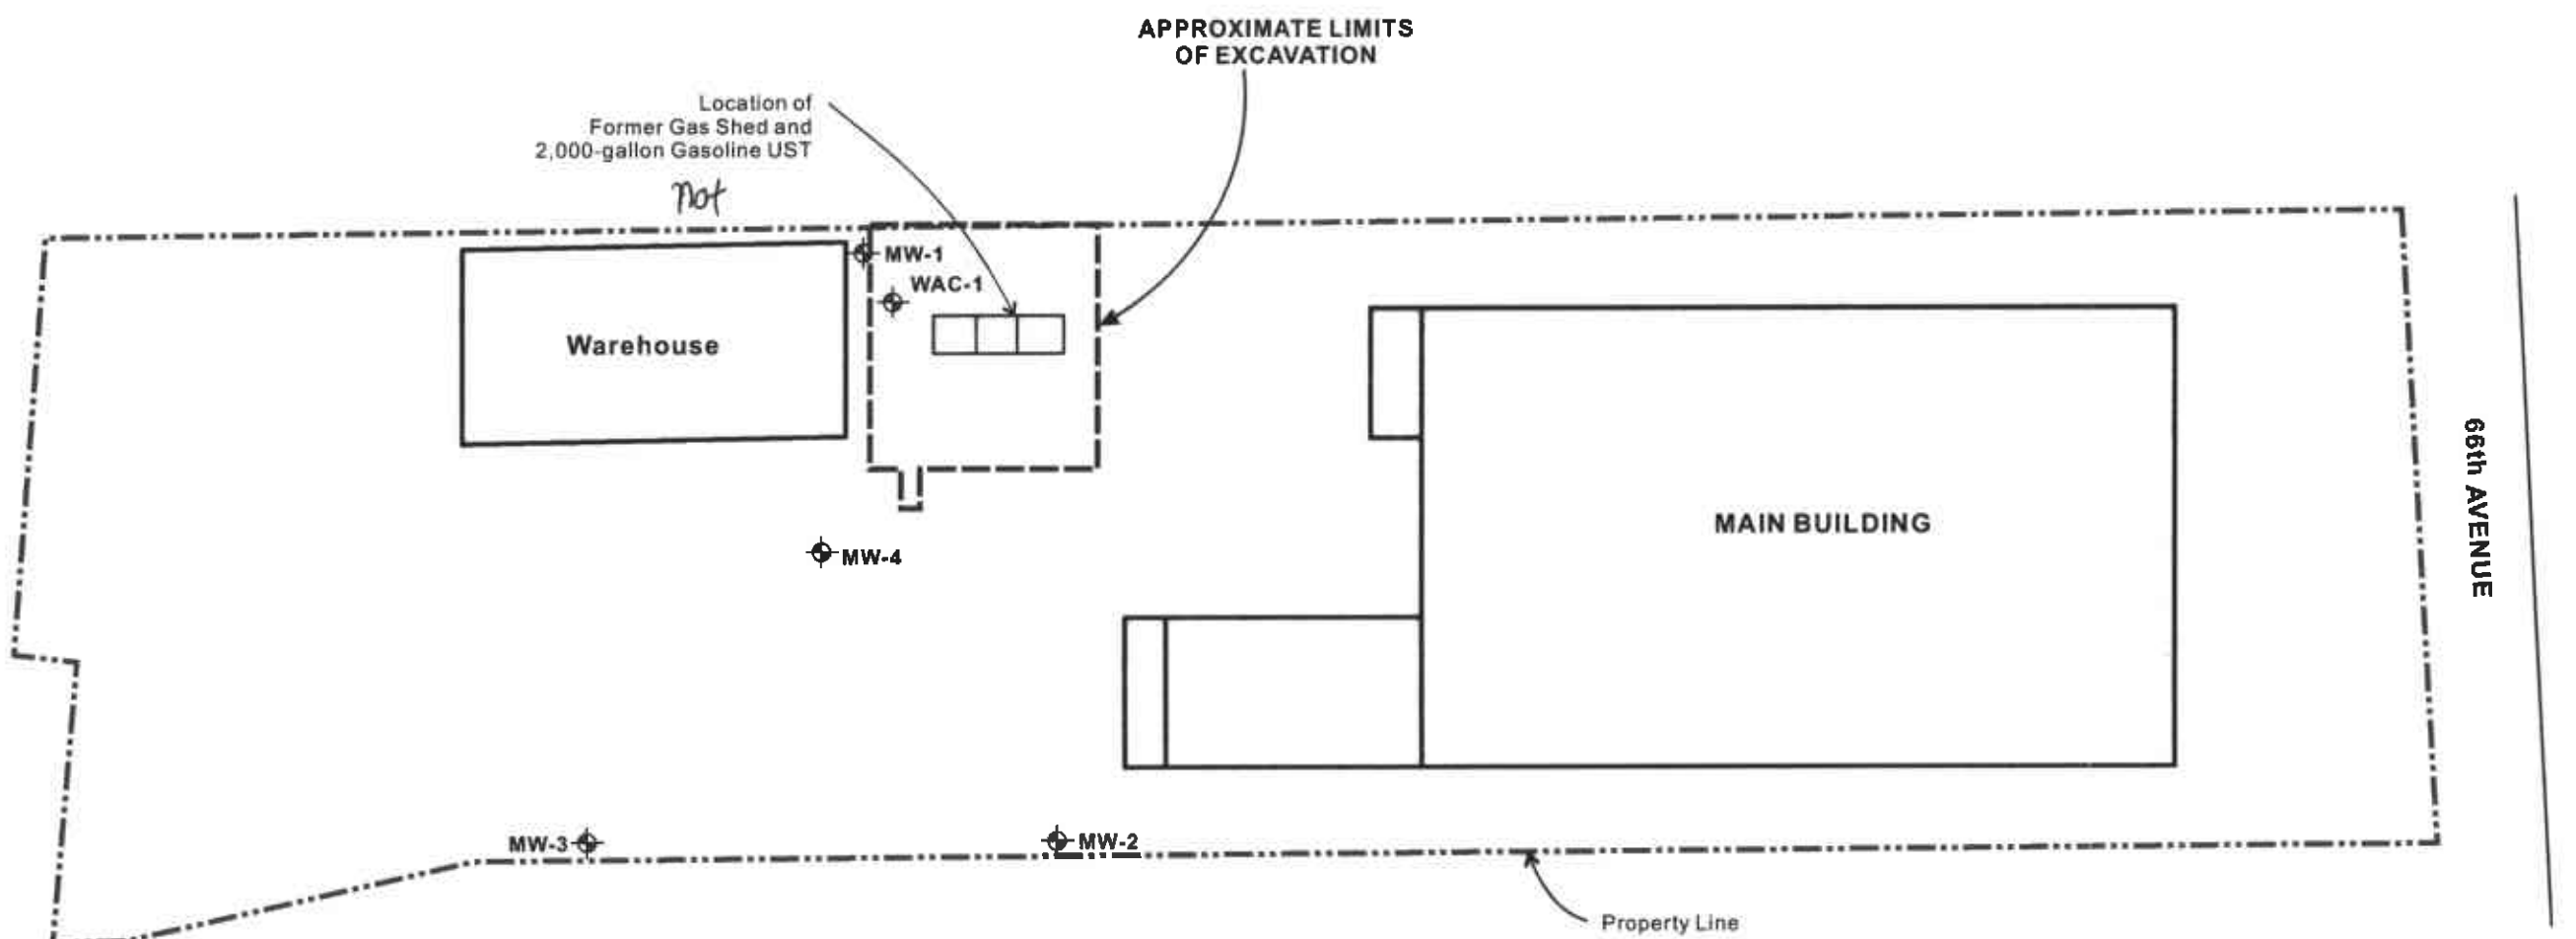 APPROXIMATE LIMITS
OF EXCAVATION
Location of
Former Gas Shed and
2,000-gallon Gasoline UST
not
MW-1
WAC-1
Warehouse
MAIN BUILDING
66th AVENUE
MW-4
MW-3
MW-2
Property Line